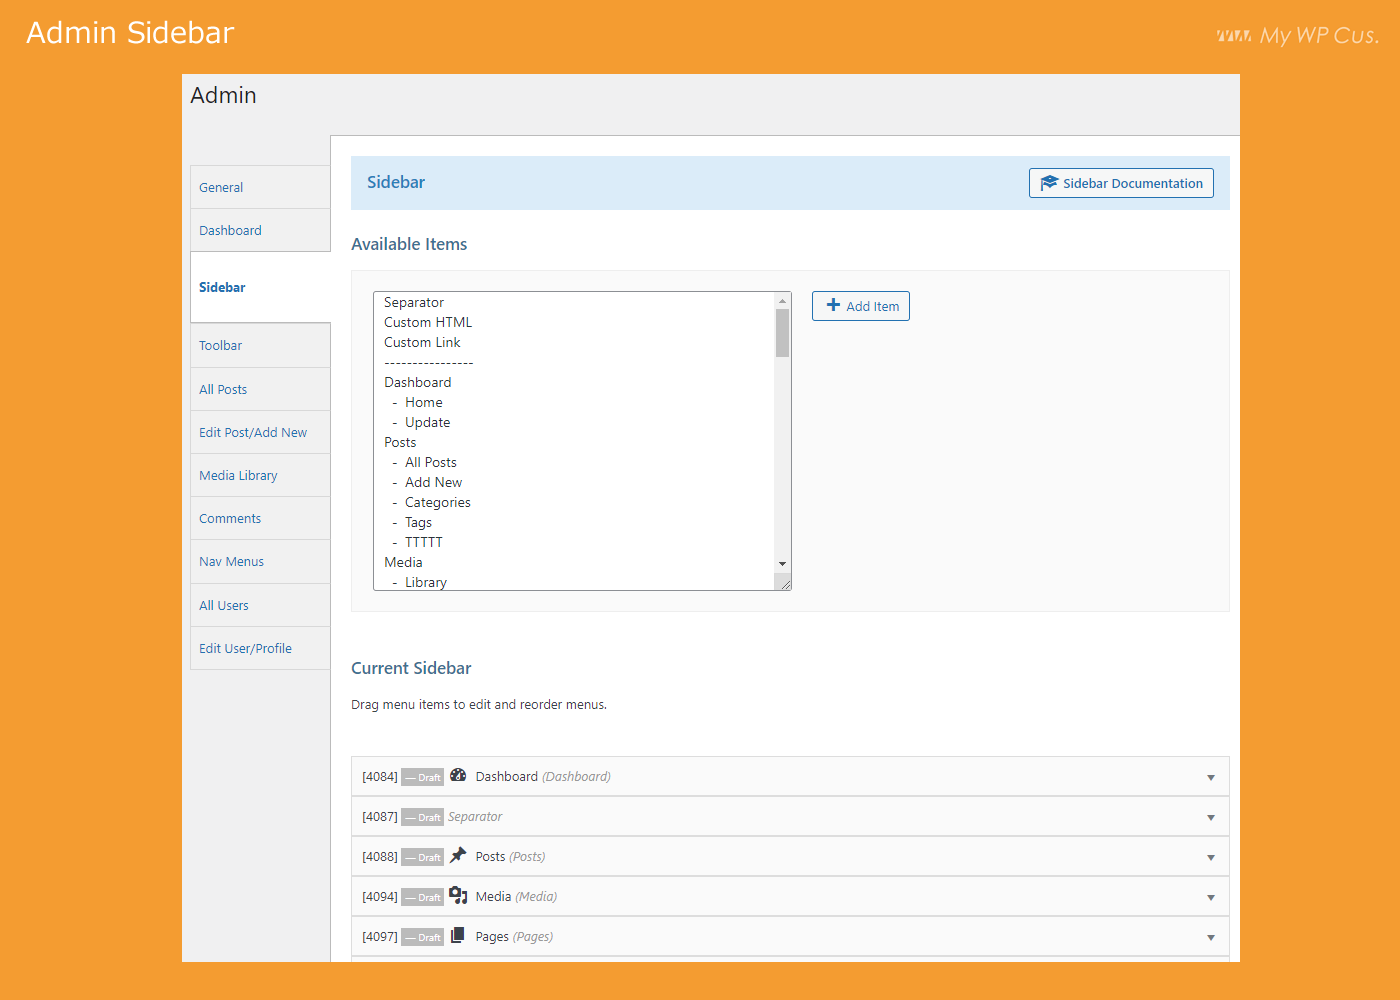 Admin Sidebar
My WP Cus.
Admin
General
Dashboard
Sidebar
Toolbar
All Posts
Edit Post/Add New
Media Library
Comments
Nav Menus
All Users
Edit User/Profile
Sidebar
Sidebar Documentation
Available Items
Separator
Custom HTML
Custom Link
----------------
Dashboard
- Home
- Update
Posts
- All Posts
- Add New
- Categories
- Tags
- TTTTT
Media
- Library
Add Item
Current Sidebar
Drag menu items to edit and reorder menus.
[4084] — Draft Dashboard (Dashboard)
[4087] — Draft Separator
[4088] — Draft Posts (Posts)
[4094] — Draft Media (Media)
[4097] — Draft Pages (Pages)